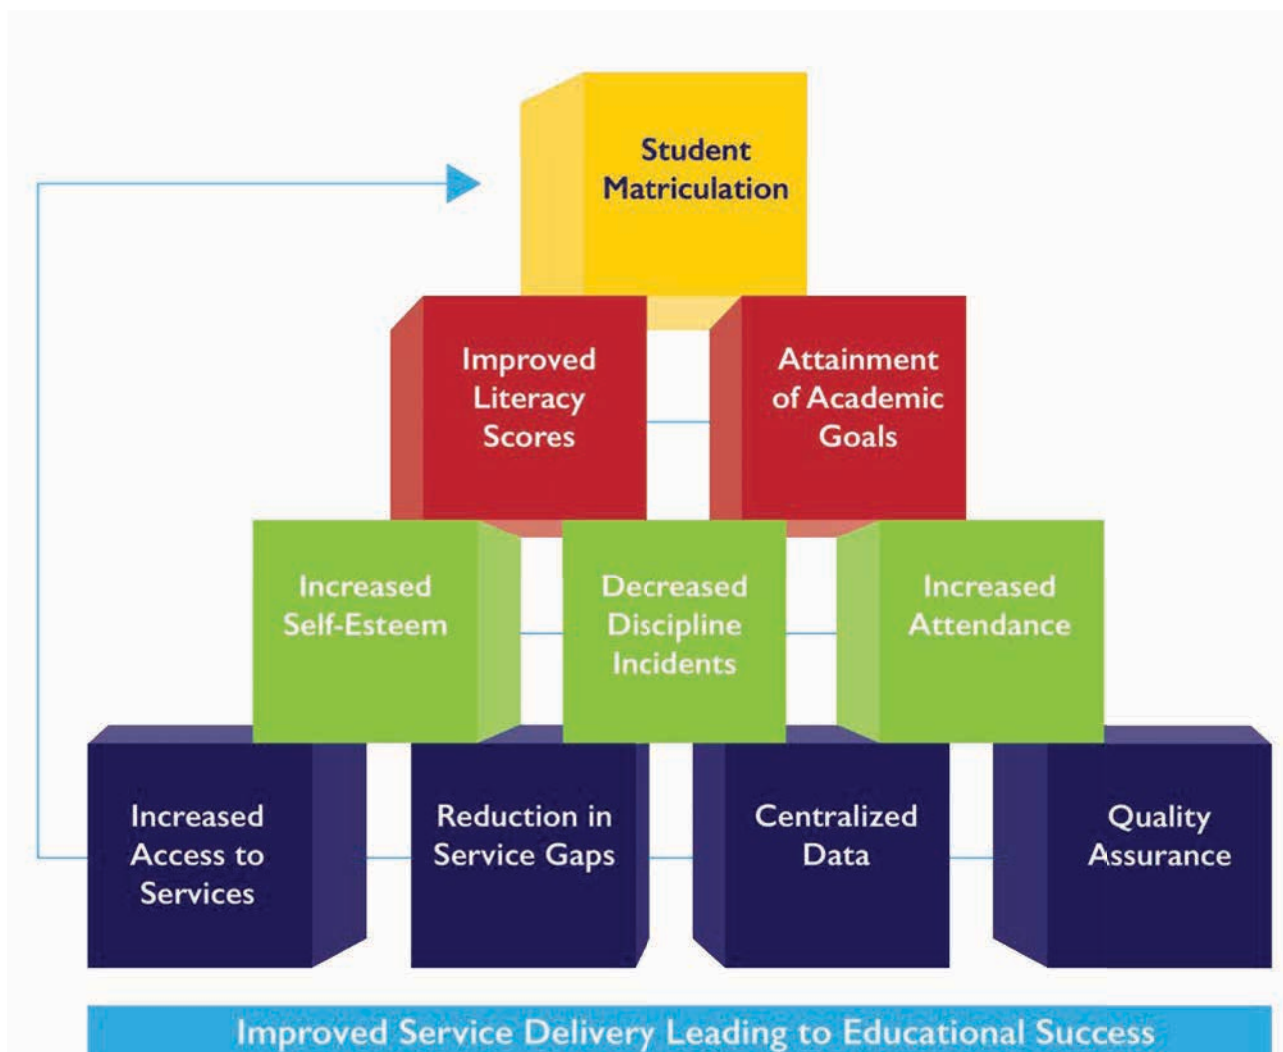 Student
Matriculation
Improved
Literacy
Scores
Attainment
of Academic
Goals
Increased
Self-Esteem
Decreased
Discipline
Incidents
Increased
Attendance
Increased
Access to
Services
Reduction in
Service Gaps
Centralized
Data
Quality
Assurance
Improved Service Delivery Leading to Educational Success